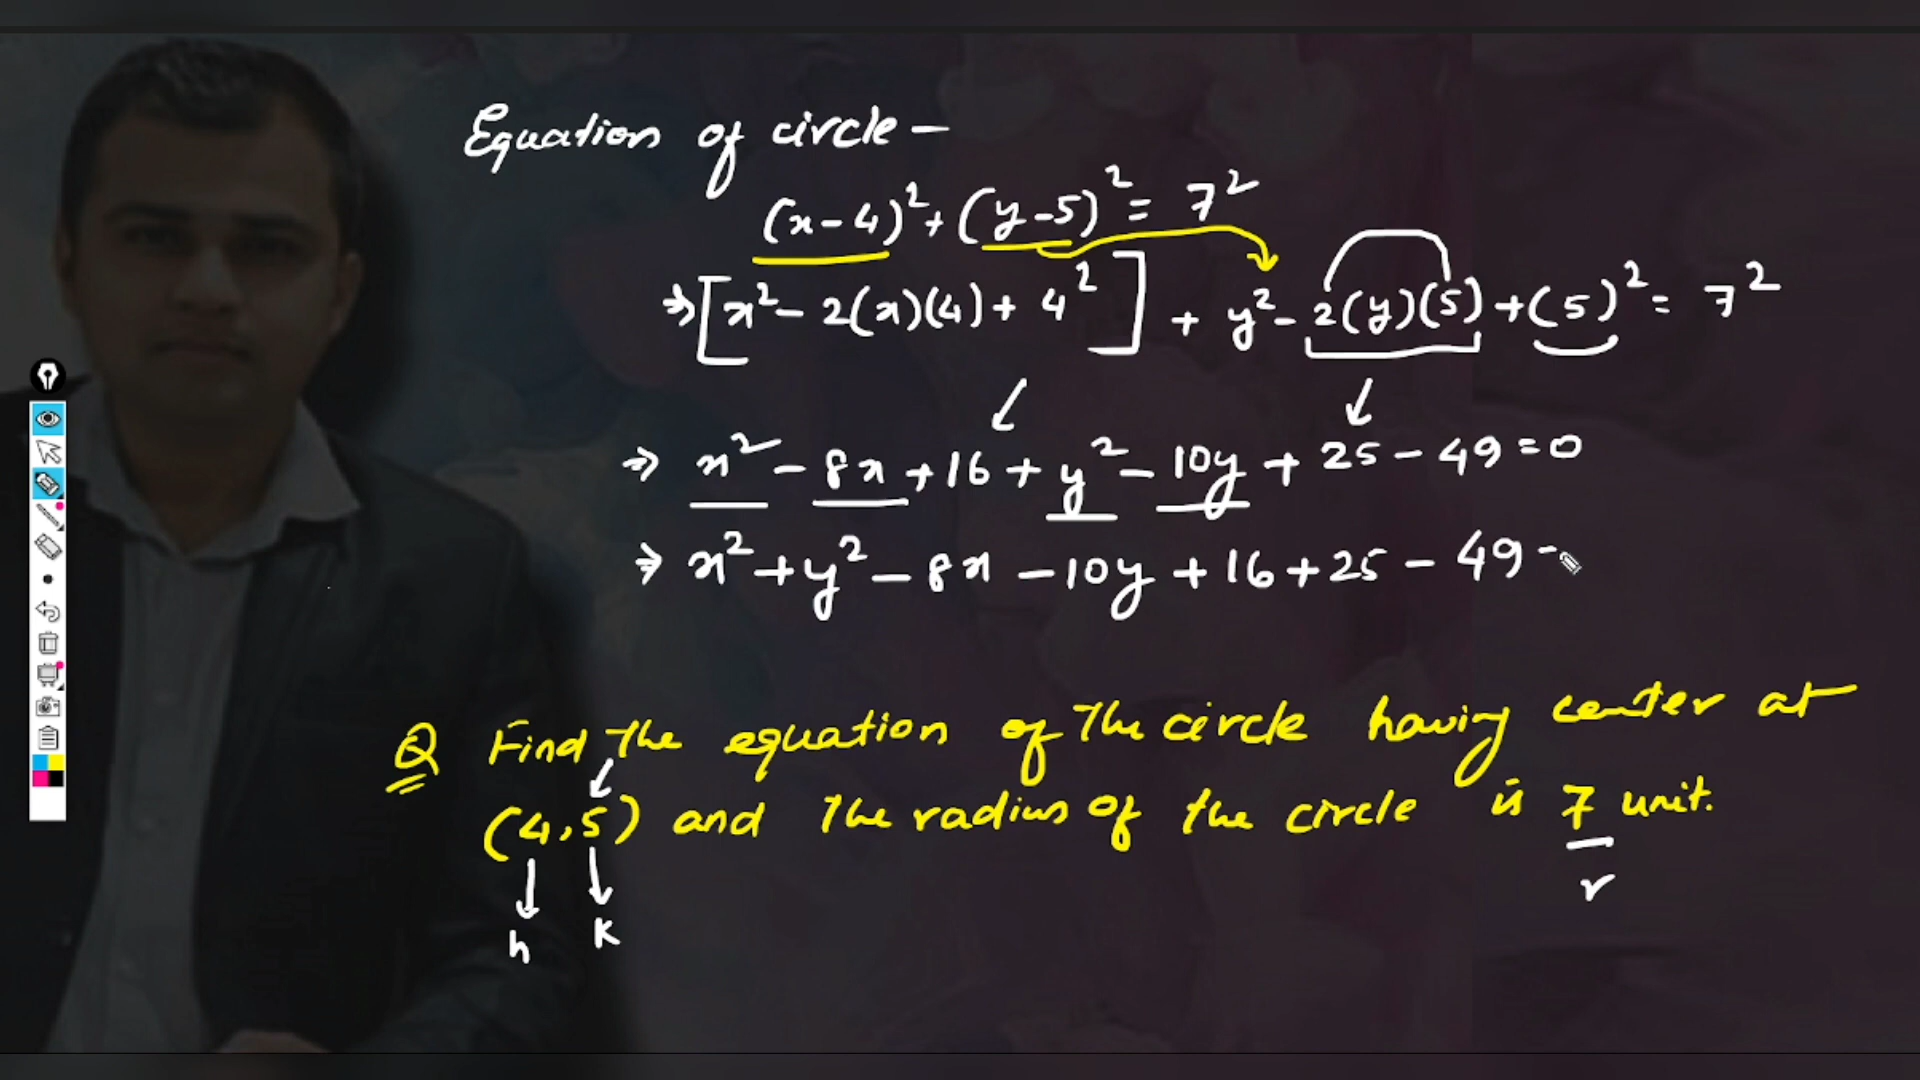 Equation of circle –
(x-4)² + (y-5)² = 7²
⇒ [x² - 2(x)(4) + 4²] + y² - 2(y)(5) + (5)² = 7²
⇒ x² - 8x + 16 + y² - 10y + 25 - 49 = 0
⇒ x² + y² - 8x - 10y + 16 + 25 - 49 -
Q Find the equation of the circle having center at
(4,5) and the radius of the circle is 7 unit.
h k r